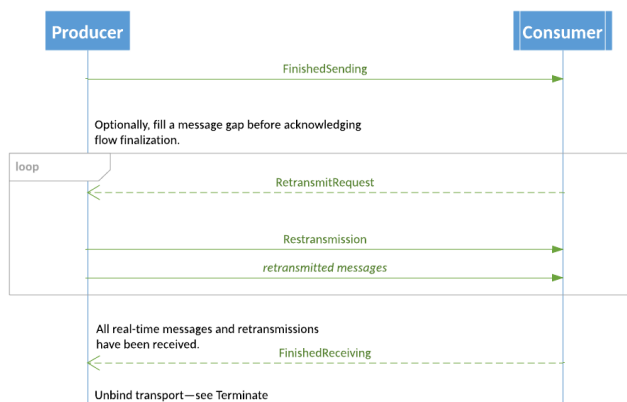 Producer
Consumer
FinishedSending
Optionally, fill a message gap before acknowledging
flow finalization.
loop
RetransmitRequest
Restransmission
retransmitted messages
All real-time messages and retransmissions
have been received.
FinishedReceiving
Unbind transport—see Terminate